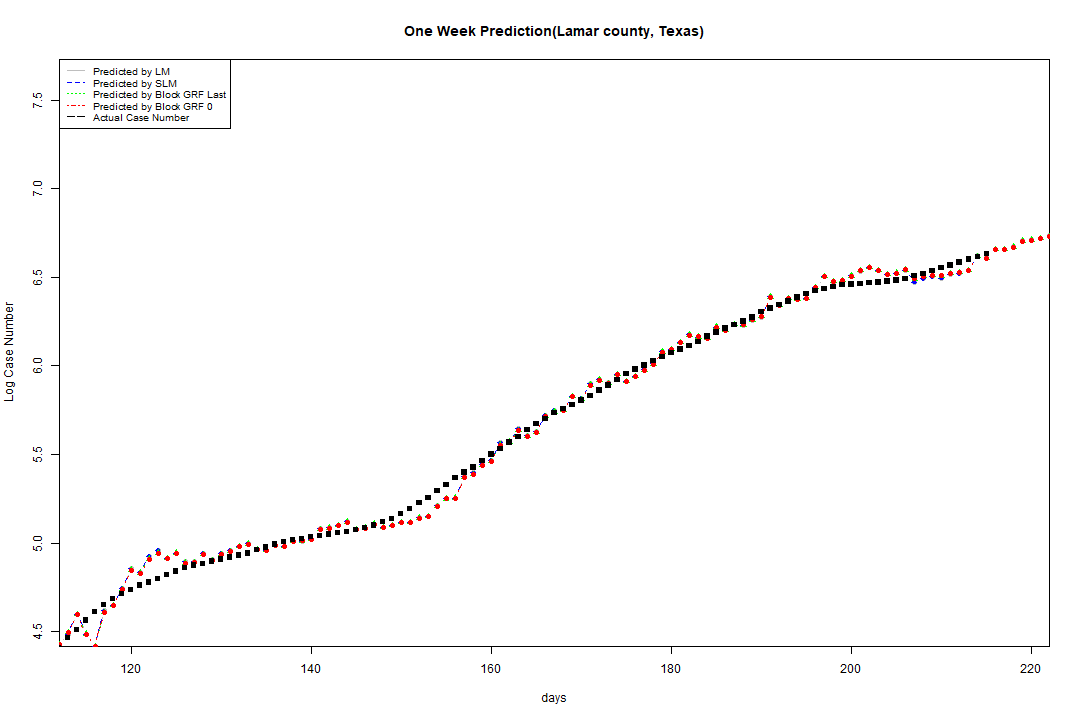 One Week Prediction(Lamar county, Texas)
Predicted by LM
Predicted by SLM
Predicted by Block GRF Last
Predicted by Block GRF 0
Actual Case Number
7.5
7.0
6.5
6.0
5.5
5.0
4.5
Log Case Number
120 140 160 180 200 220
days